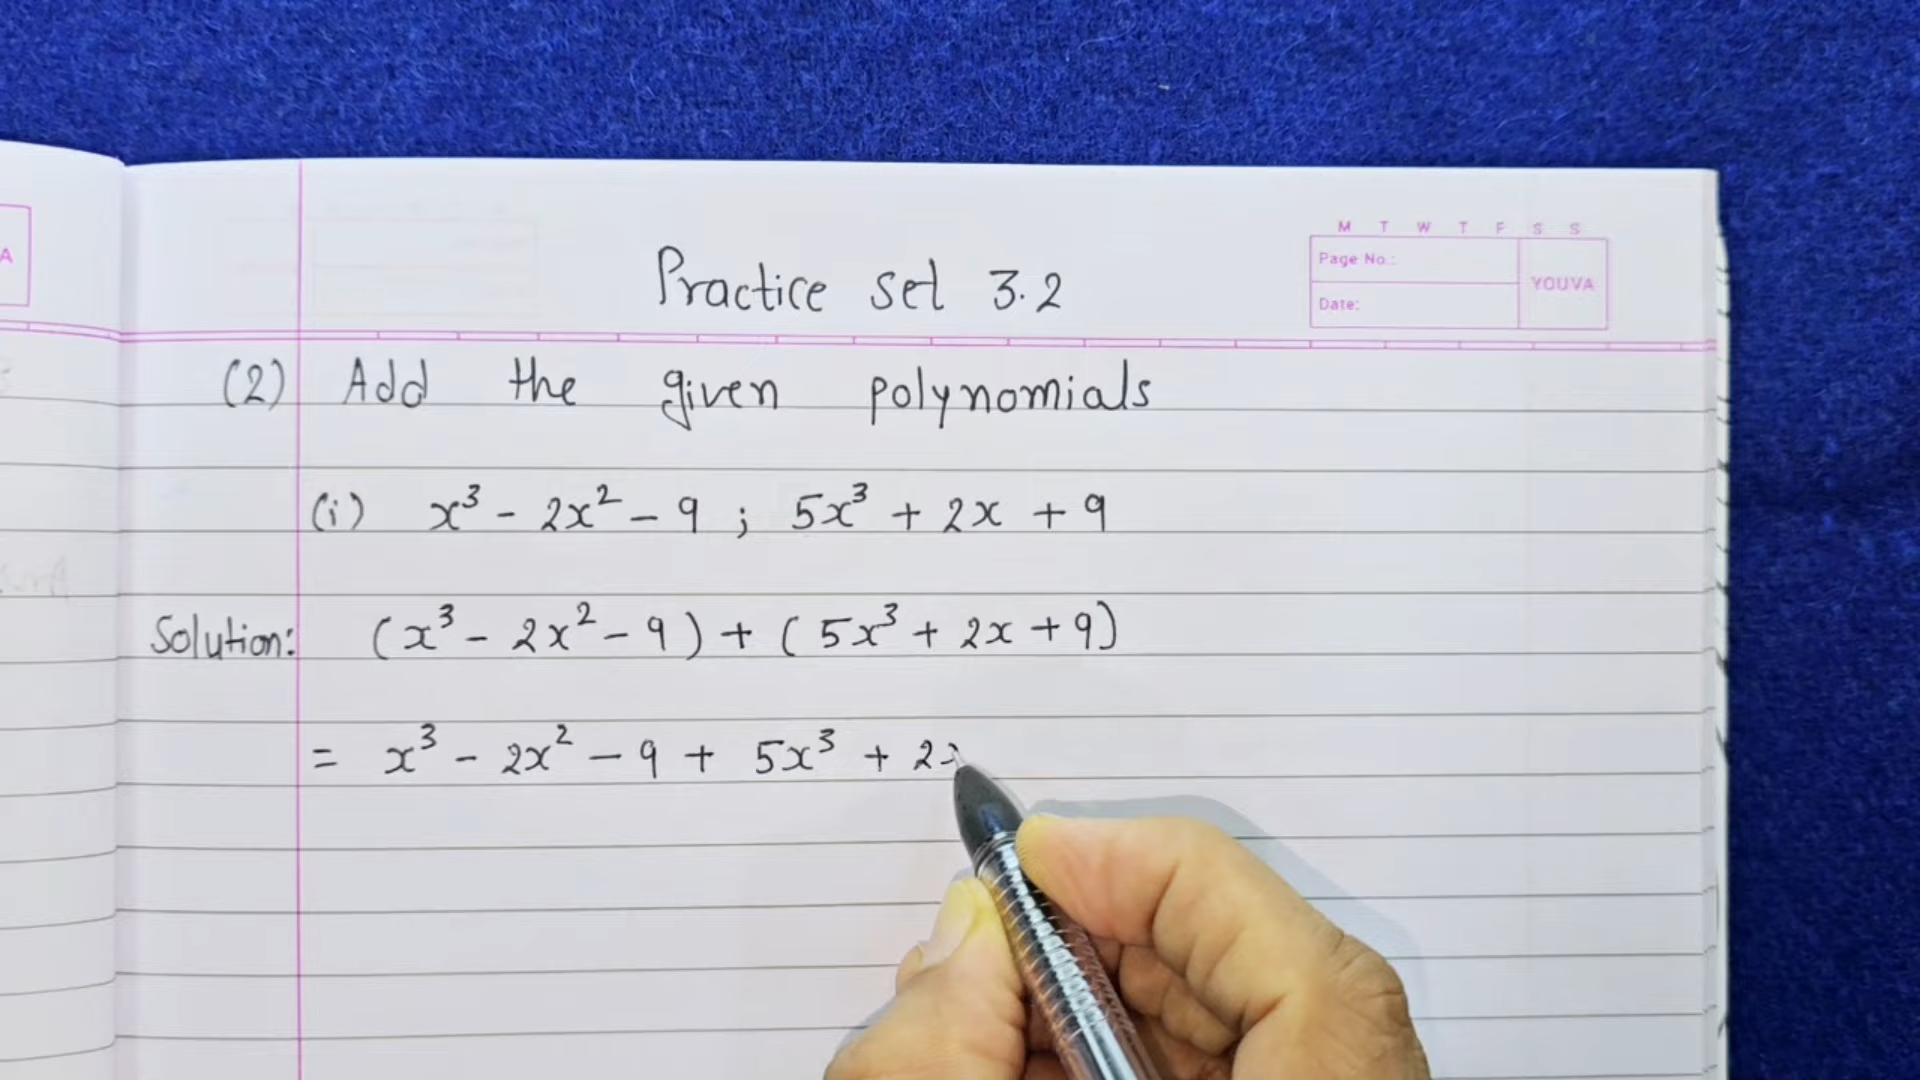 Practice set 3.2
M T W T F S S
Page No.:
YOUVA
Date:
(2) Add the given polynomials
(i) x³ - 2x² - 9 ; 5x³ + 2x + 9
Solution: (x³ - 2x² - 9) + (5x³ + 2x + 9)
= x³ - 2x² - 9 + 5x³ + 2x
A